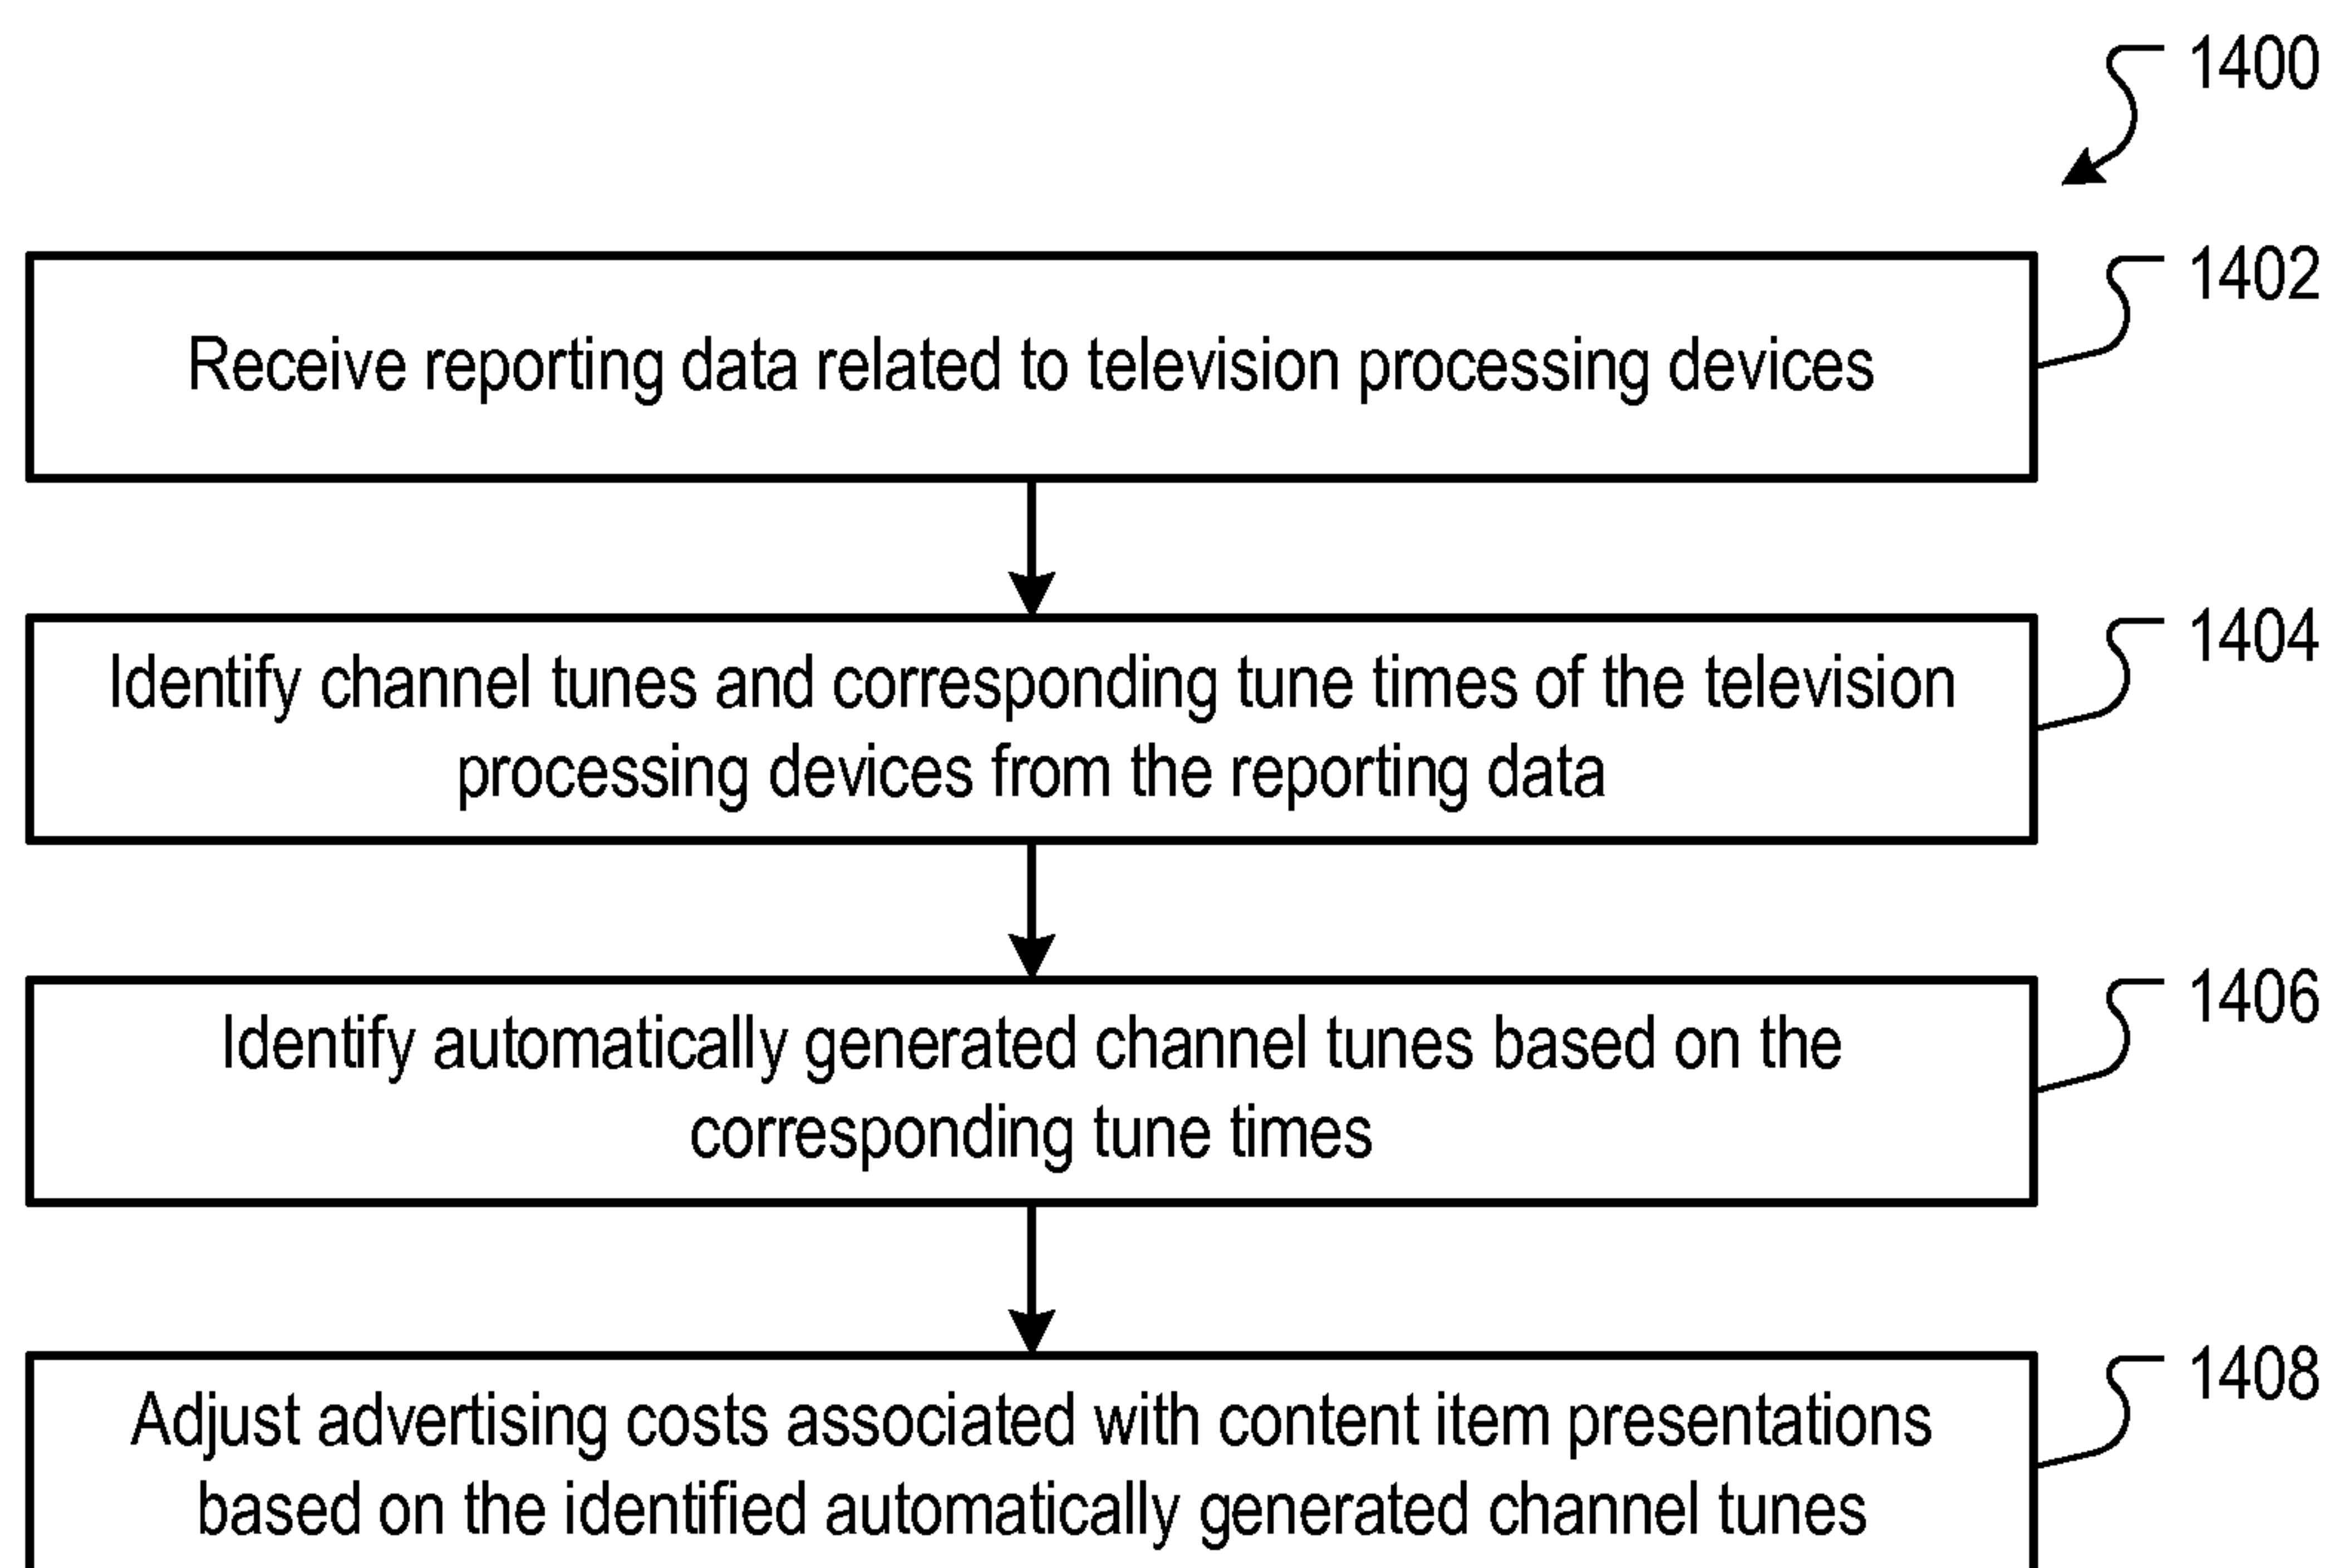 1400
1402
Receive reporting data related to television processing devices
1404
Identify channel tunes and corresponding tune times of the television
processing devices from the reporting data
1406
Identify automatically generated channel tunes based on the
corresponding tune times
1408
Adjust advertising costs associated with content item presentations
based on the identified automatically generated channel tunes